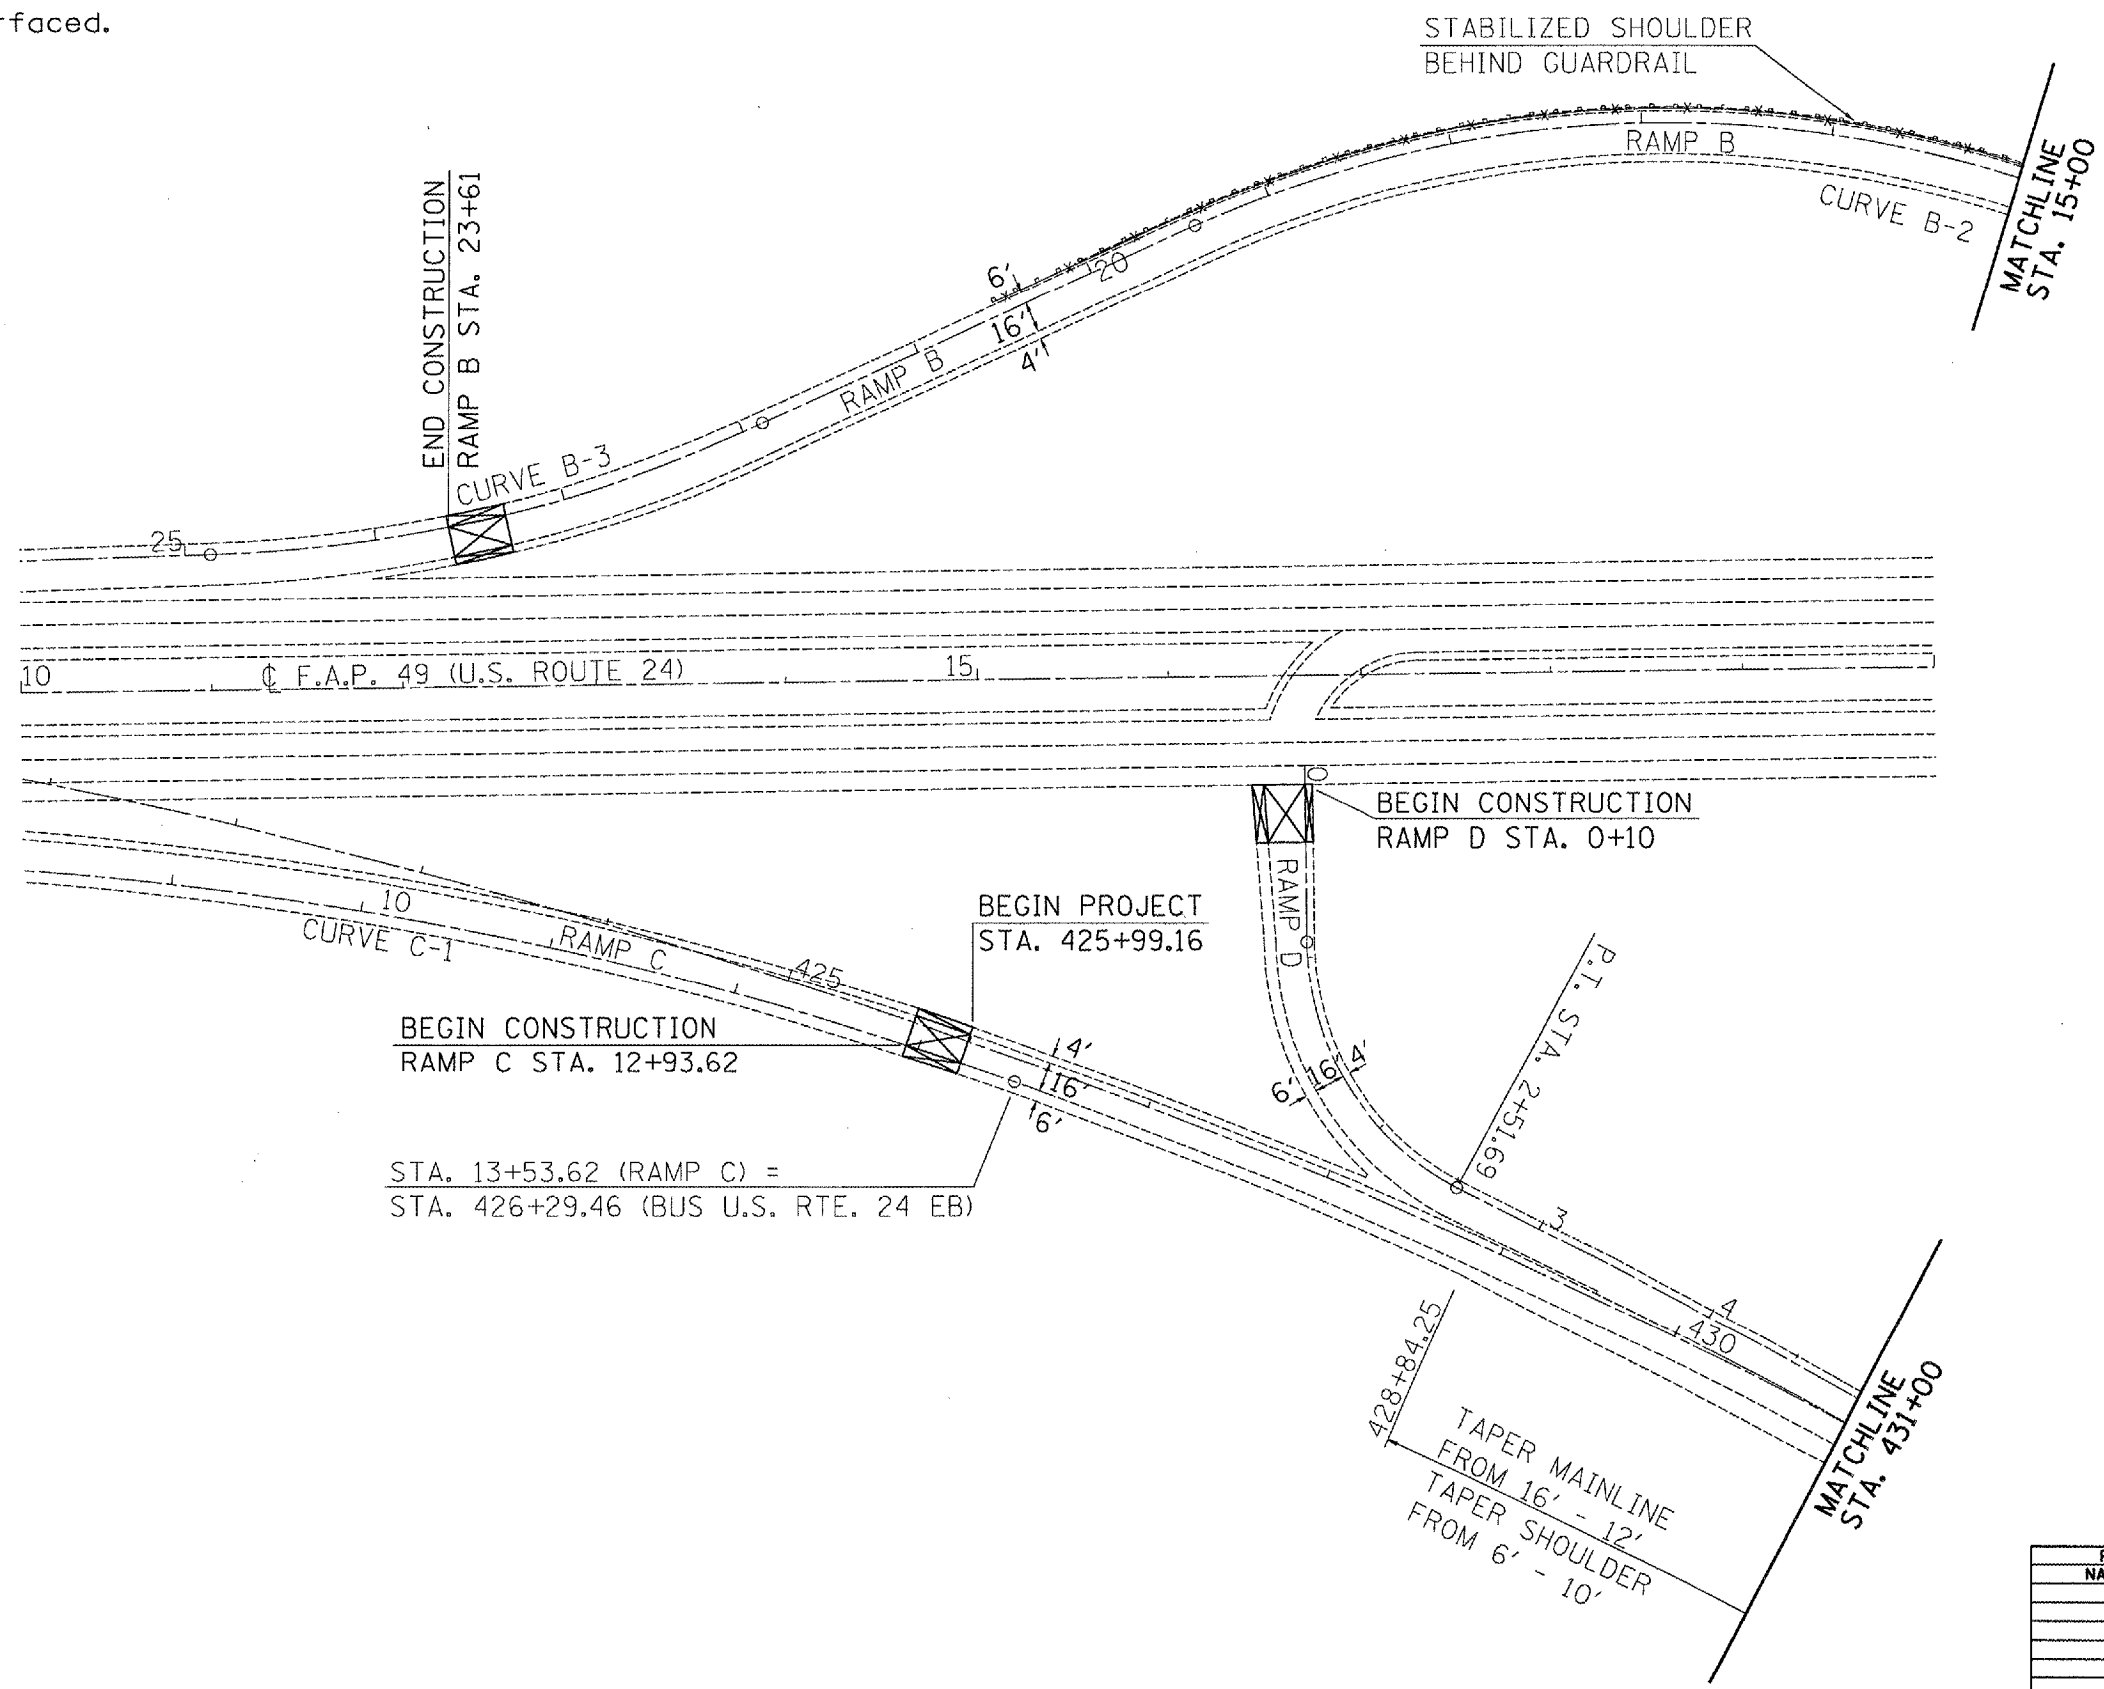 rfaced.
STABILIZED SHOULDER
BEHIND GUARDRAIL
RAMP B
CURVE B-2
MATCHLINE
STA. 15+00
END CONSTRUCTION
RAMP B STA. 23+61
6'
16'
4'
20
RAMP B
CURVE B-3
25
10
℄ F.A.P. 49 (U.S. ROUTE 24)
15
0
BEGIN CONSTRUCTION
RAMP D STA. 0+10
RAMP D
10
CURVE C-1
RAMP C
425
BEGIN PROJECT
STA. 425+99.16
BEGIN CONSTRUCTION
RAMP C STA. 12+93.62
4'
16'
6'
6'
16'
4'
P.T. STA. 2+51.69
STA. 13+53.62 (RAMP C) =
STA. 426+29.46 (BUS U.S. RTE. 24 EB)
3
4
430
428+84.25
TAPER MAINLINE
FROM 16' - 12'
TAPER SHOULDER
FROM 6' - 10'
MATCHLINE
STA. 431+00
NA